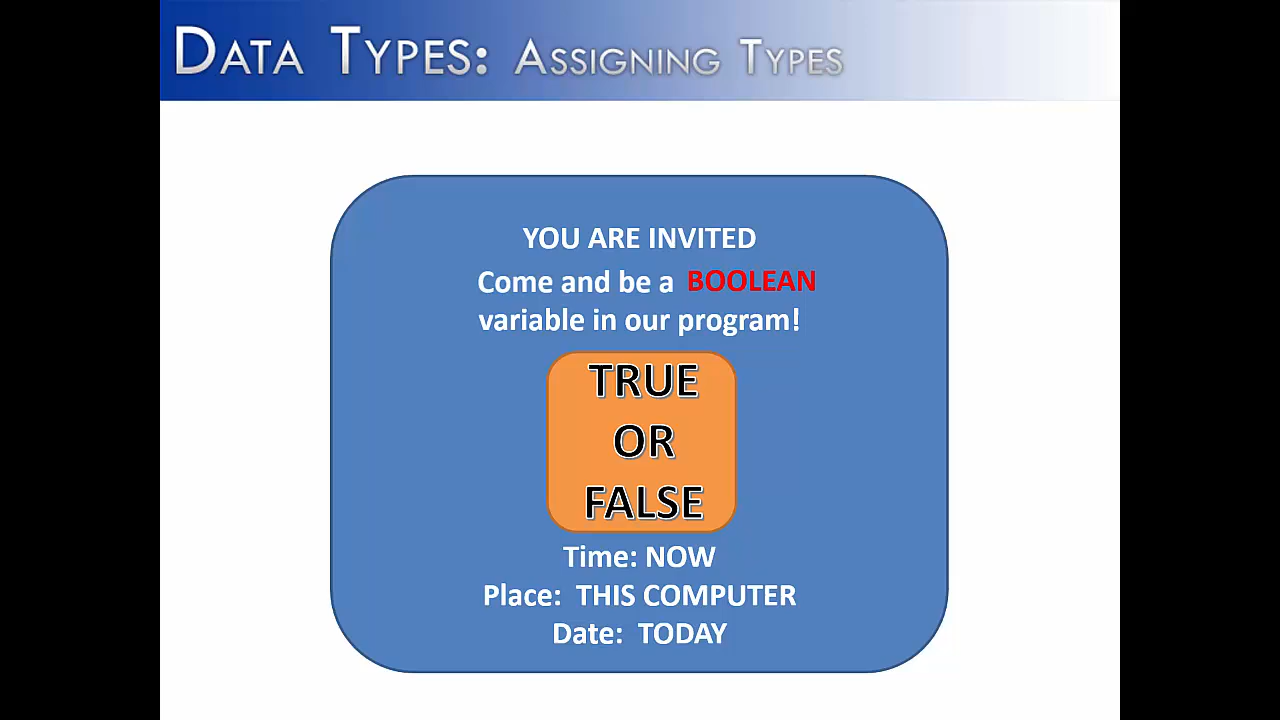 DATA TYPES: ASSIGNING TYPES
YOU ARE INVITED
Come and be a BOOLEAN
variable in our program!
TRUE
OR
FALSE
Time: NOW
Place: THIS COMPUTER
Date: TODAY